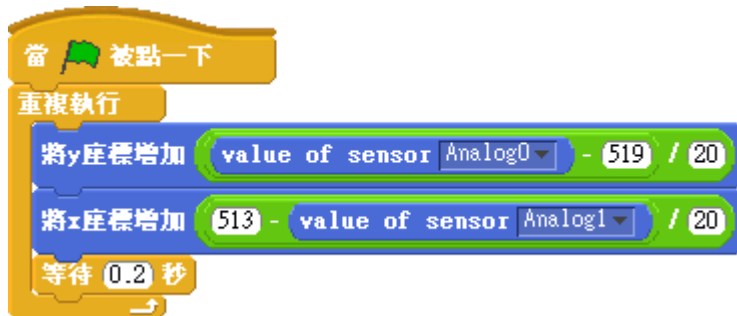 當 被點一下
重複執行
將y座標增加 value of sensor Analog0 - 519 / 20
將x座標增加 513 - value of sensor Analog1 / 20
等待 0.2 秒